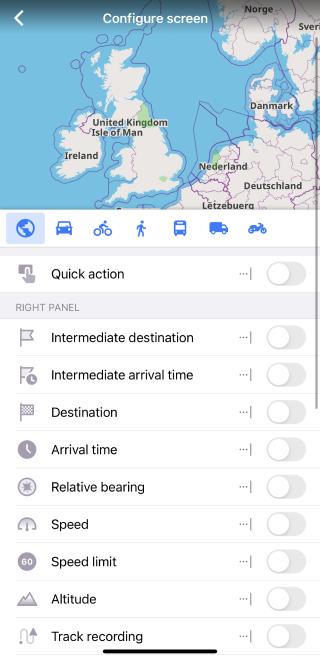 Configure screen
Norge
Sveri
United Kingdom
Isle of Man
Danmark
Ireland
Nederland
Deutschland
Lëtzebuerg
Quick action
RIGHT PANEL
Intermediate destination
Intermediate arrival time
Destination
Arrival time
Relative bearing
Speed
60 Speed limit
Altitude
Track recording